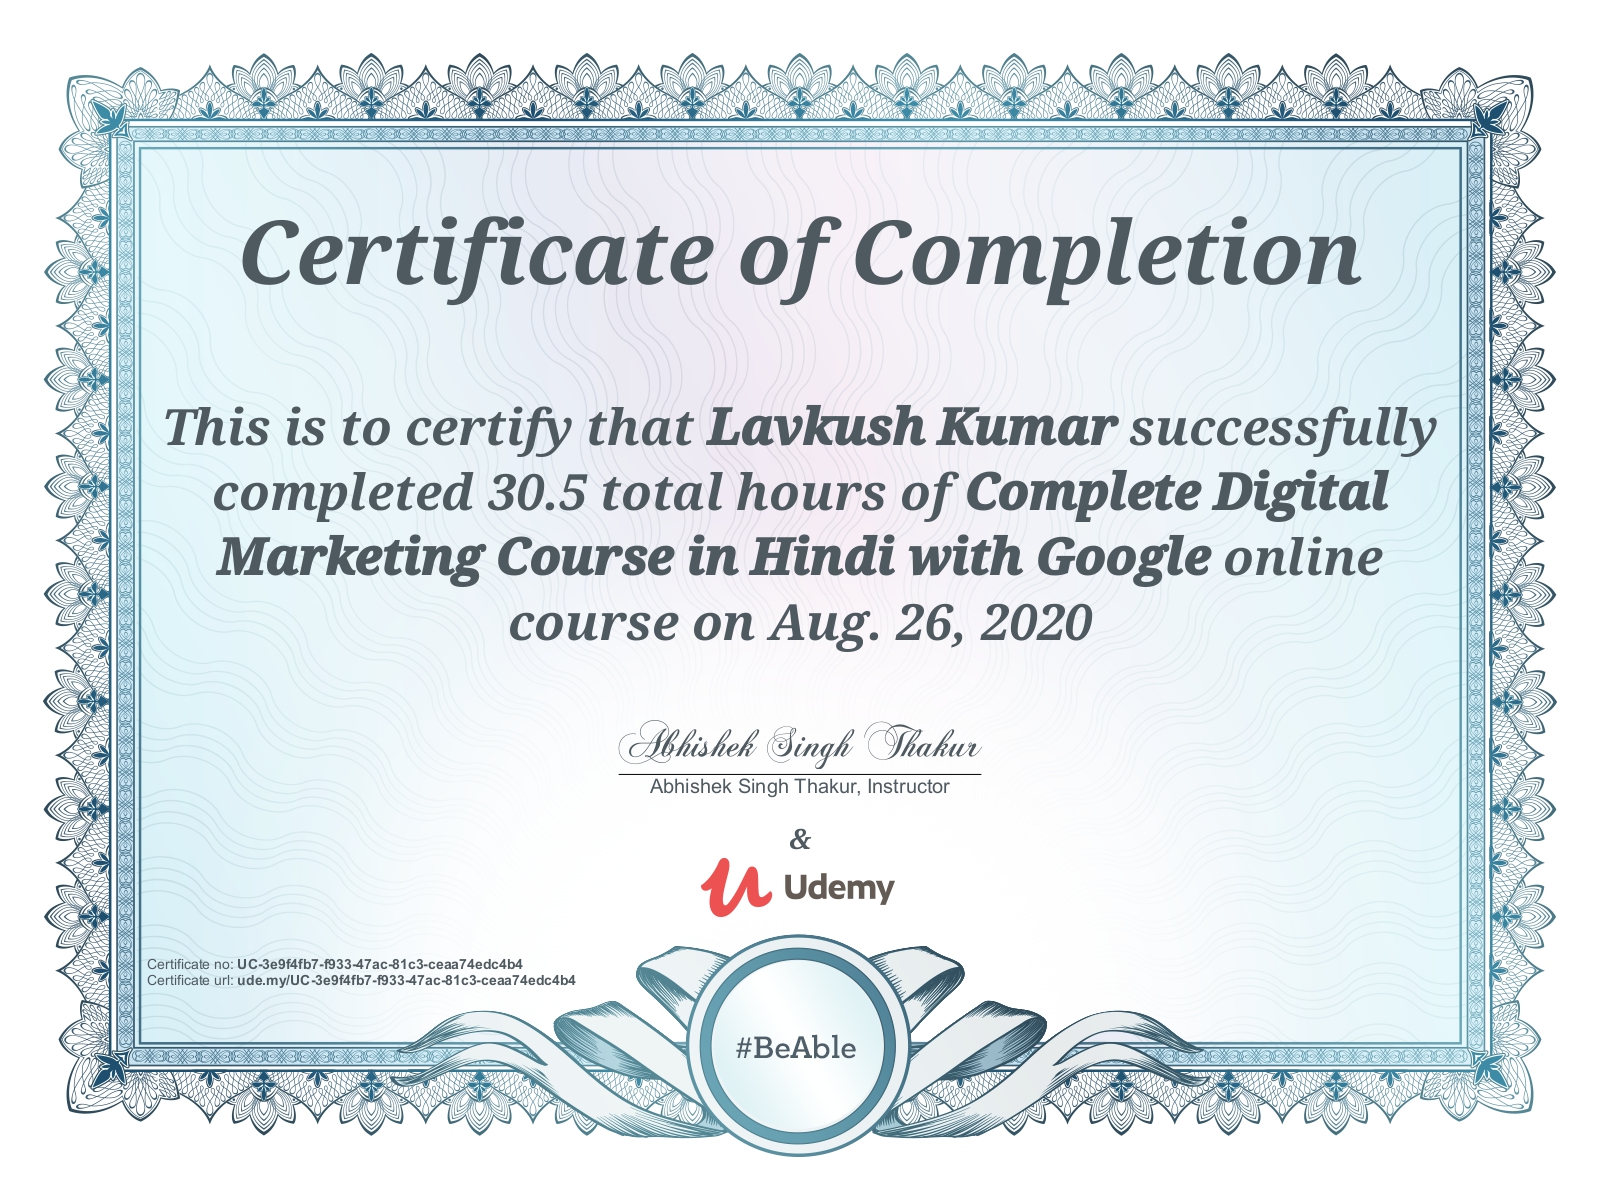 Certificate of Completion
This is to certify that Lavkush Kumar successfully
completed 30.5 total hours of Complete Digital
Marketing Course in Hindi with Google online
course on Aug. 26, 2020
Abhishek Singh Thakur
Abhishek Singh Thakur, Instructor
&
Udemy
Certificate no: UC-3e9f4fb7-f933-47ac-81c3-ceaa74edc4b4
Certificate url: ude.my/UC-3e9f4fb7-f933-47ac-81c3-ceaa74edc4b4
#BeAble